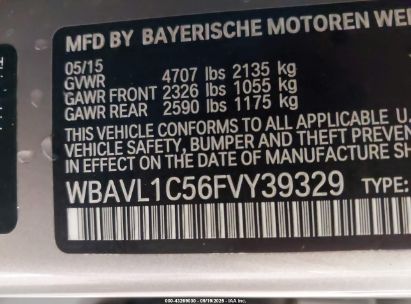 MFD BY BAYERISCHE MOTOREN WE
05/15
GVWR 4707 lbs 2135 kg
GAWR FRONT 2326 lbs 1055 kg
GAWR REAR 2590 lbs 1175 kg
THIS VEHICLE CONFORMS TO ALL APPLICABLE U
VEHICLE SAFETY, BUMPER AND THEFT PREVENT
IN EFFECT ON THE DATE OF MANUFACTURE SH
WBAVL1C56FVY39329 TYPE: